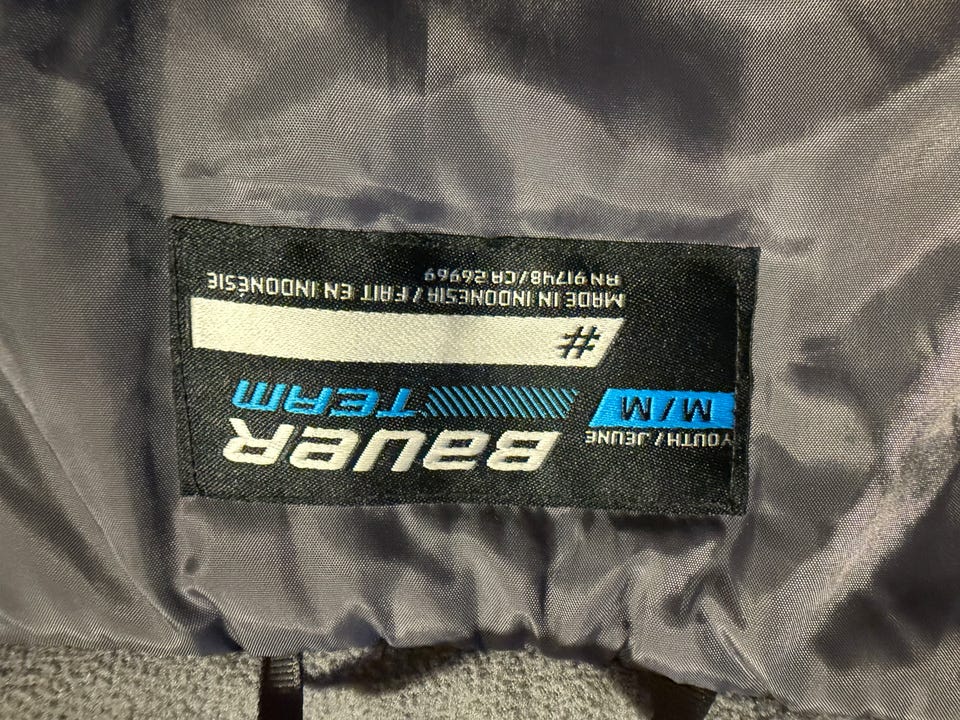 YOUTH / JEUNE
M / M
BAUER
TEAM
#
MADE IN INDONESIA / FAIT EN INDONÉSIE
RN 91748/CA 26969